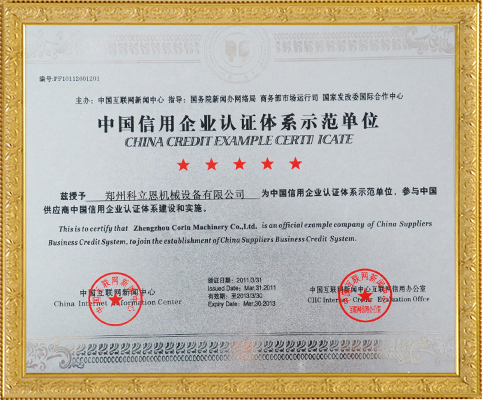 编号:FP10112601201
主办: 中国互联网新闻中心 指导: 国务院新闻办网络局 商务部市场运行司 国家发改委国际合作中心
中国信用企业认证体系示范单位
CHINA CREDIT EXAMPLE CERTI ICATE
兹授予 郑州科立恩机械设备有限公司 为中国信用企业认证体系示范单位, 参与中国
供应商中国信用企业认证体系建设和实施。
This is to certify that Zhengzhou Corin Machinery Co.,Ltd. is an official example company of China Suppliers
Business Credit System, to join the establishment of China Suppliers Business Credit System.
中国互联网新闻中心
China Internet Information Center
颁证日期:2011/3/31
Issued Date: Mar,31,2011
有效期: 至2013/3/30
Expiry Date: Mar,30,2013
中国互联网新闻中心互联网信用办公室
CIIC Internet Credit Evaluation Office